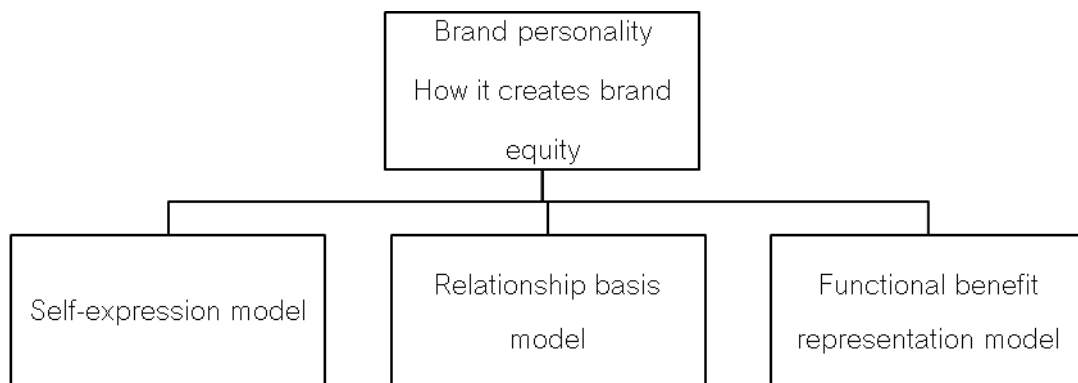 Brand personality
How it creates brand
equity
Self-expression model
Relationship basis
model
Functional benefit
representation model